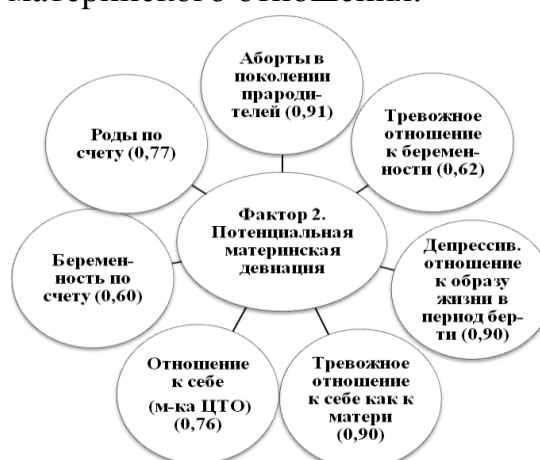 материнского отношения.
Аборты в
поколении
прароди-
телей (0,91)
Тревожное
отношение
к беремен-
ности (0,62)
Депрессив.
отношение
к образу
жизни в
период бер-
ти (0,90)
Тревожное
отношение
к себе как к
матери
(0,90)
Отношение
к себе
(м-ка ЦТО)
(0,76)
Беремен-
ность по
счету (0,60)
Роды по
счету (0,77)
Фактор 2.
Потенциальная
материнская
девиация